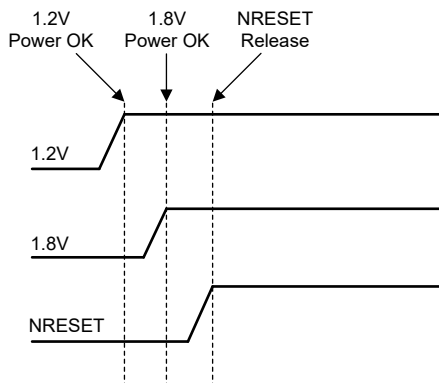 1.2V
Power OK
1.8V
Power OK
NRESET
Release
1.2V
1.8V
NRESET